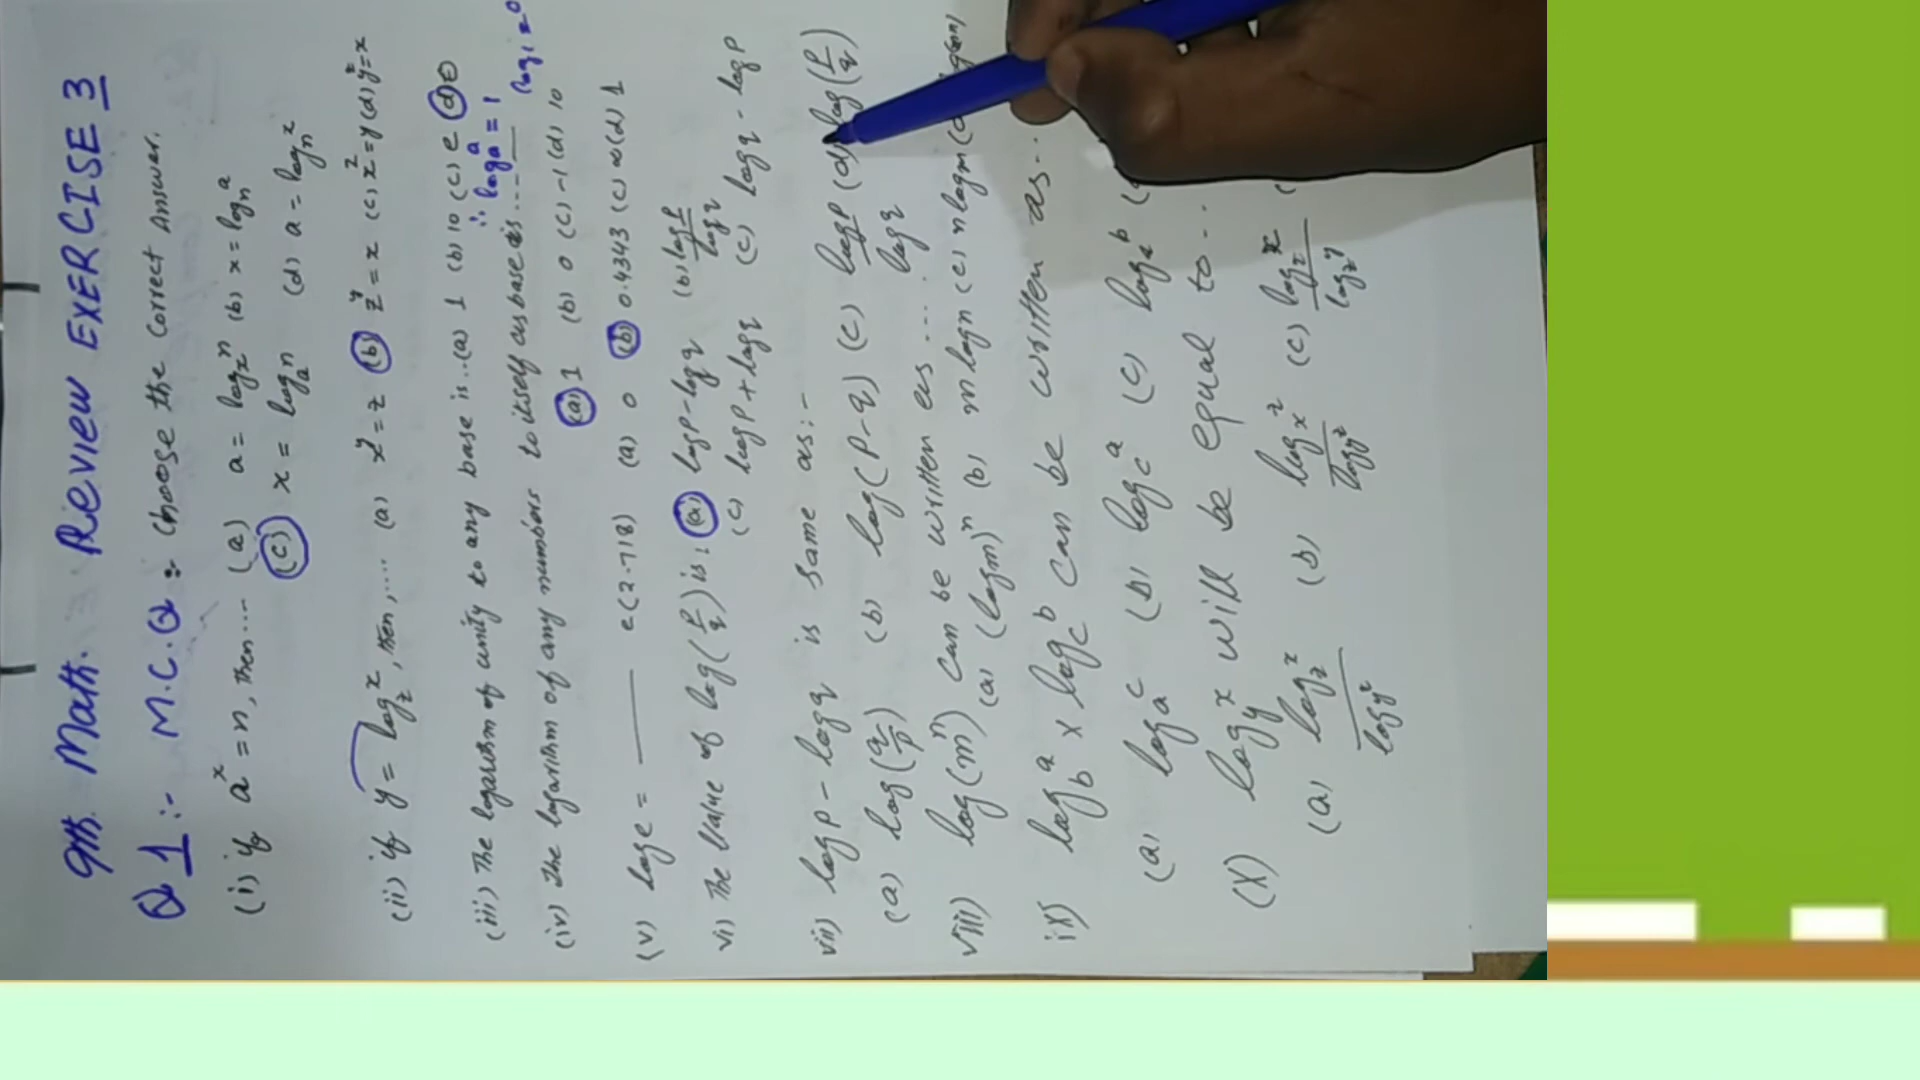 9th. Math. Review EXERCISE 3
Q 1:- M.C.Q: Choose the Correct Answer.
(i) if a^x = n, then ... (a) a = log_x^n (b) x = log_n^a
(c) x = log_a^n (d) a = log_n^x
(ii) if y = log_z^x, then, .... (a) x^y = z (b) z^y = x (c) x^z = y (d) y^z = x
(iii) The logarithm of unity to any base is...(a) 1 (b) 10 (c) e (d) 0
∴ log_a^a = 1
log_1 = 0
(iv) The logarithm of any numbers to itself as base is....
(a) 1 (b) 0 (c) -1 (d) 10
(v) log e = ____ e(2.718) (a) 0 (b) 0.4343 (c) ∞ (d) 1
vi) The Value of log(p/q) is: (a) log P - log q (b) log P / log q
(c) log P + log q (c) log q - log P
vii) log P - log q is same as:-
(a) log(q/p) (b) log(P-q) (c) log P / log q (d) log(P/q)
viii) log(m^n) can be written as ....
(a) (log m)^n (b) m log n (c) n log m
ix) log_b^a x log_c^b can be written as...
(a) log_a^c (b) log_c^a (c) log_a^b
(X) log_y^x will be equal to..
(a) log_z^x / log y^z (b) log_x^z / log y^z (c) log_z^x / log_z^y